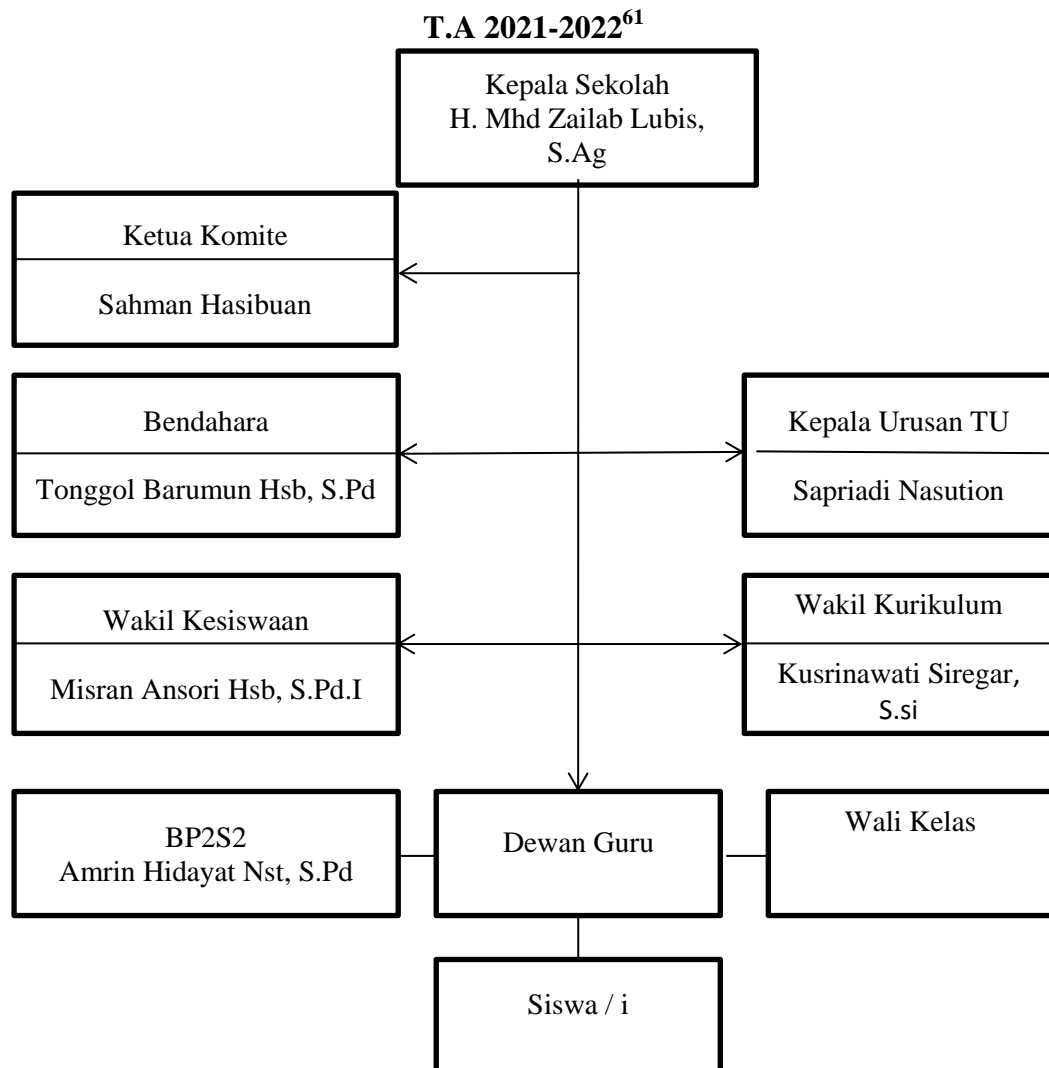 T.A 2021-2022⁶¹
Kepala Sekolah
H. Mhd Zailab Lubis,
S.Ag
Ketua Komite
Sahman Hasibuan
Bendahara
Tonggol Barumun Hsb, S.Pd
Kepala Urusan TU
Sapriadi Nasution
Wakil Kesiswaan
Misran Ansori Hsb, S.Pd.I
Wakil Kurikulum
Kusrinawati Siregar,
S.si
BP2S2
Amrin Hidayat Nst, S.Pd
Dewan Guru
Wali Kelas
Siswa / i